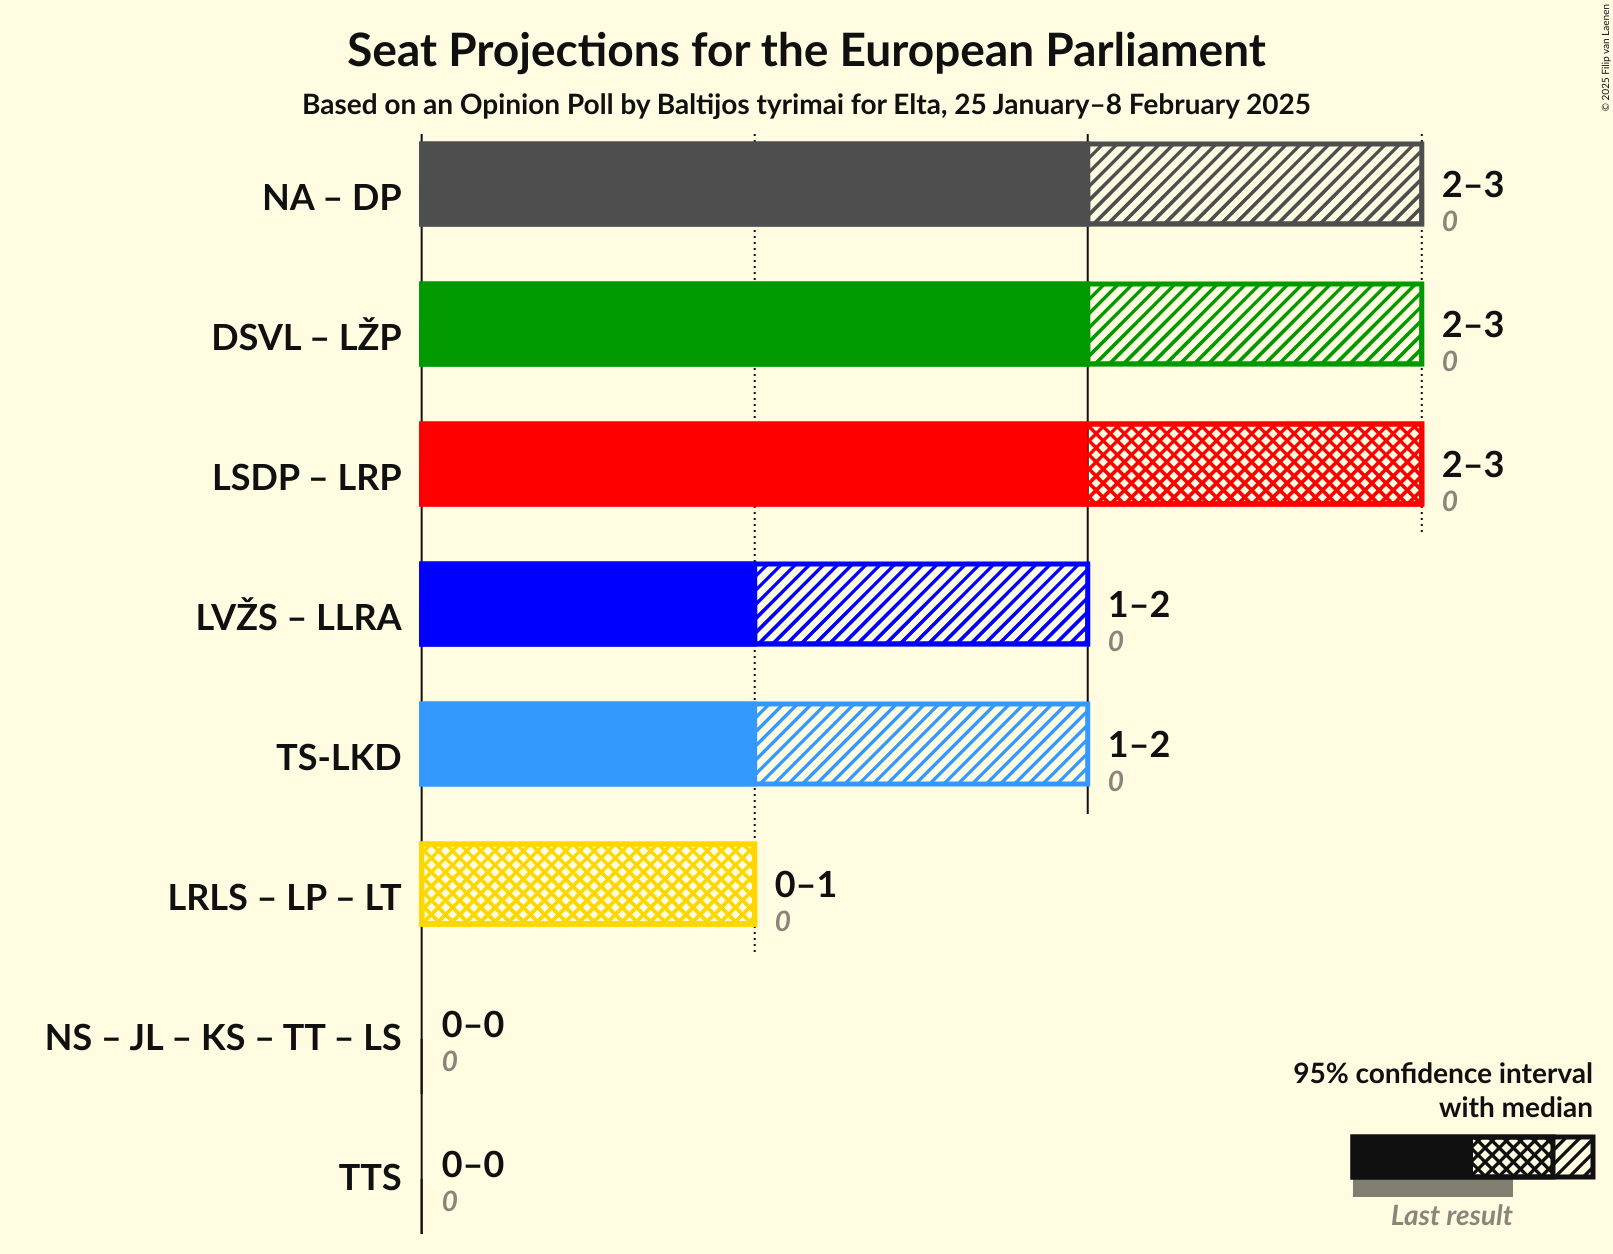 Seat Projections for the European Parliament
Based on an Opinion Poll by Baltijos tyrimai for Elta, 25 January–8 February 2025
© 2025 Filip van Laenen
NA – DP
2–3
0
DSVL – LŽP
2–3
0
LSDP – LRP
2–3
0
LVŽS – LLRA
1–2
0
TS-LKD
1–2
0
LRLS – LP – LT
0–1
0
NS – JL – KS – TT – LS
0–0
0
TTS
0–0
0
95% confidence interval
with median
Last result